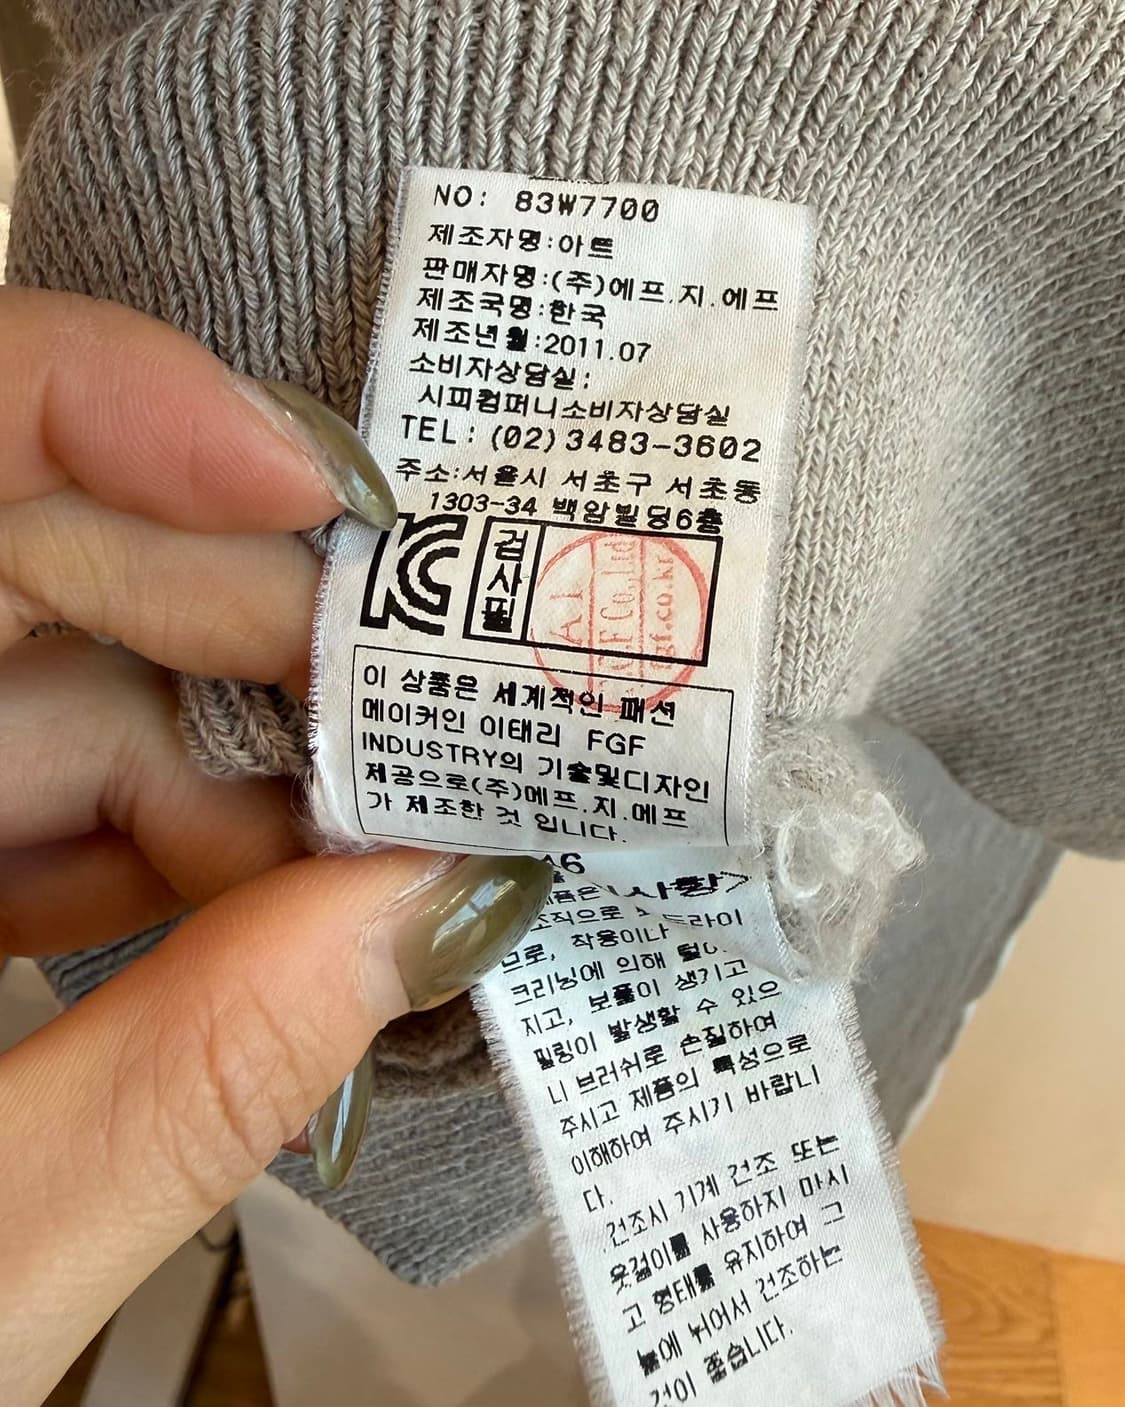 NO: 83W7700
제조자명:아뜨
판매자명:(주)에프.지.에프
제조국명:한국
제조년월:2011.07
소비자상담실:
시피컴퍼니소비자상담실
TEL: (02)3483-3602
주소:서울시 서초구 서초동
1303-34 백암빌딩6층
KC
검사필
F.G.F Co.,Ltd
fgf.co.kr
이 상품은 세계적인 패션
메이커인 이태리 FGF
INDUSTRY의 기술및디자인
제공으로(주)에프.지.에프
가 제조한 것 입니다.
제품은
조직으로 드라이
므로, 착용이나
크리닝에 의해
지고, 보풀이 생기고
필링이 발생할 수 있으
니 브러쉬로 손질하여
주시고 제품의 특성으로
이해하여 주시기 바랍니
다.
.건조시 기계 건조 또는
옷걸이를 사용하지 마시
고 형태를 유지하여 그
늘에 뉘어서 건조하는
것이 좋습니다.